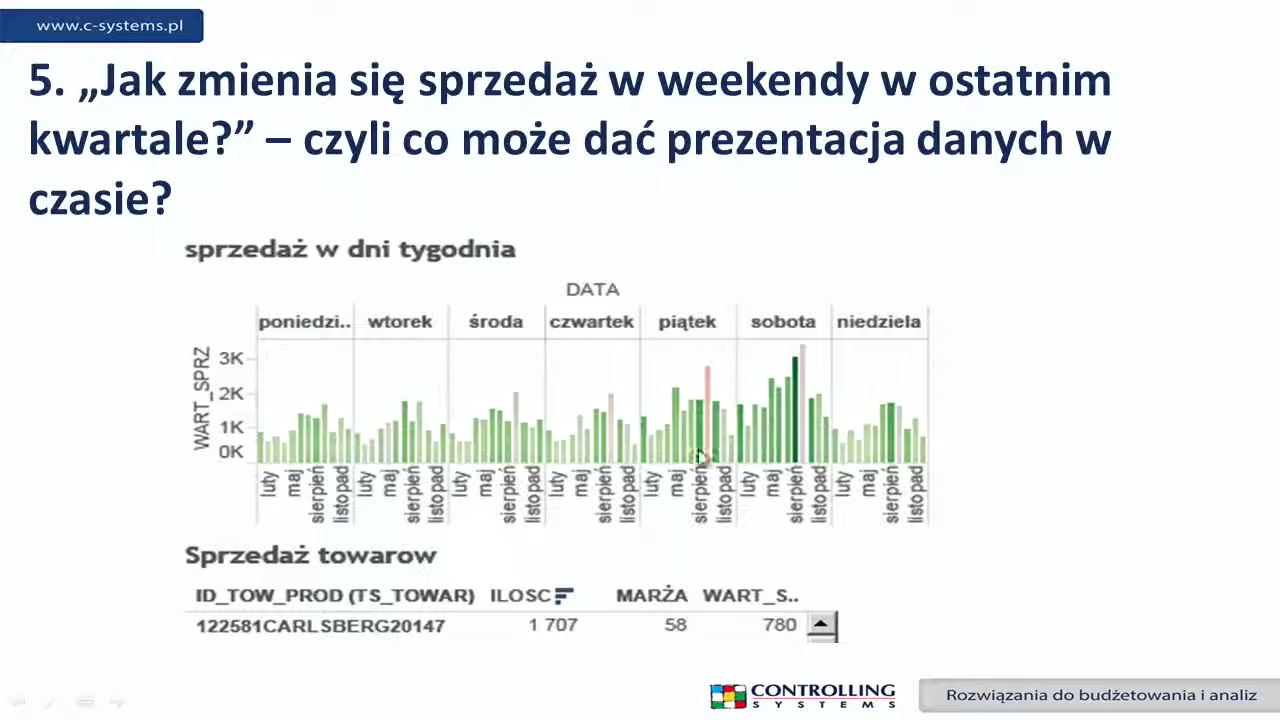 www.c-systems.pl
5. „Jak zmienia się sprzedaż w weekendy w ostatnim
kwartale?” – czyli co może dać prezentacja danych w
czasie?
sprzedaż w dni tygodnia
DATA
poniedzi.. wtorek środa czwartek piątek sobota niedziela
WART_SPRZ
3K
2K
1K
0K
luty maj sierpień listopad luty maj sierpień listopad luty maj sierpień listopad luty maj sierpień listopad luty maj sierpień listopad luty maj sierpień listopad luty maj sierpień listopad
Sprzedaż towarow
ID_TOW_PROD (TS_TOWAR) ILOSC MARŻA WART_S..
122581CARLSBERG20147 1 707 58 780
CONTROLLING
SYSTEMS
Rozwiązania do budżetowania i analiz